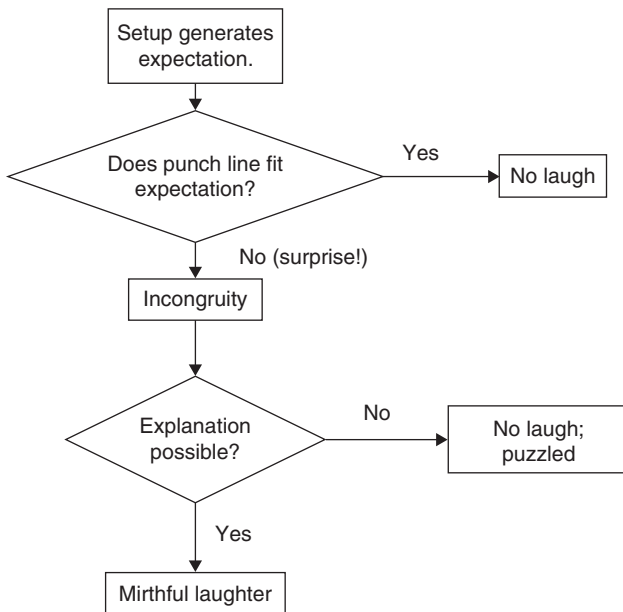 Setup generates
expectation.
Does punch line fit
expectation?
Yes
No laugh
No (surprise!)
Incongruity
Explanation
possible?
No
No laugh;
puzzled
Yes
Mirthful laughter